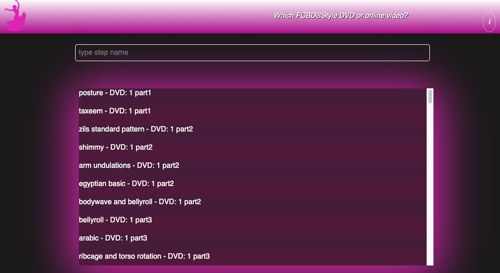 Which FCBD®Style DVD or online video?
i
type step name
posture - DVD: 1 part1
taxeem - DVD: 1 part1
zils standard pattern - DVD: 1 part2
shimmy - DVD: 1 part2
arm undulations - DVD: 1 part2
egyptian basic - DVD: 1 part2
bodywave and bellyroll - DVD: 1 part2
bellyroll - DVD: 1 part3
arabic - DVD: 1 part3
ribcage and torso rotation - DVD: 1 part3